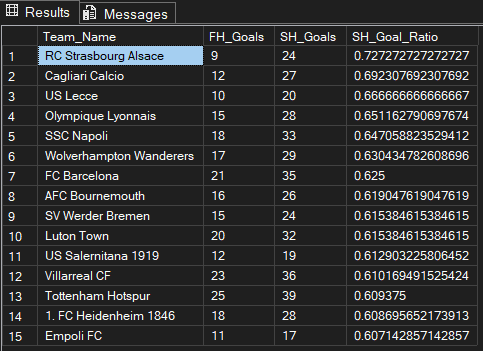 Results Messages
Team_Name FH_Goals SH_Goals SH_Goal_Ratio
1 RC Strasbourg Alsace 9 24 0.727272727272727
2 Cagliari Calcio 12 27 0.692307692307692
3 US Lecce 10 20 0.666666666666667
4 Olympique Lyonnais 15 28 0.651162790697674
5 SSC Napoli 18 33 0.647058823529412
6 Wolverhampton Wanderers 17 29 0.630434782608696
7 FC Barcelona 21 35 0.625
8 AFC Bournemouth 16 26 0.619047619047619
9 SV Werder Bremen 15 24 0.615384615384615
10 Luton Town 20 32 0.615384615384615
11 US Salernitana 1919 12 19 0.612903225806452
12 Villarreal CF 23 36 0.610169491525424
13 Tottenham Hotspur 25 39 0.609375
14 1. FC Heidenheim 1846 18 28 0.608695652173913
15 Empoli FC 11 17 0.607142857142857